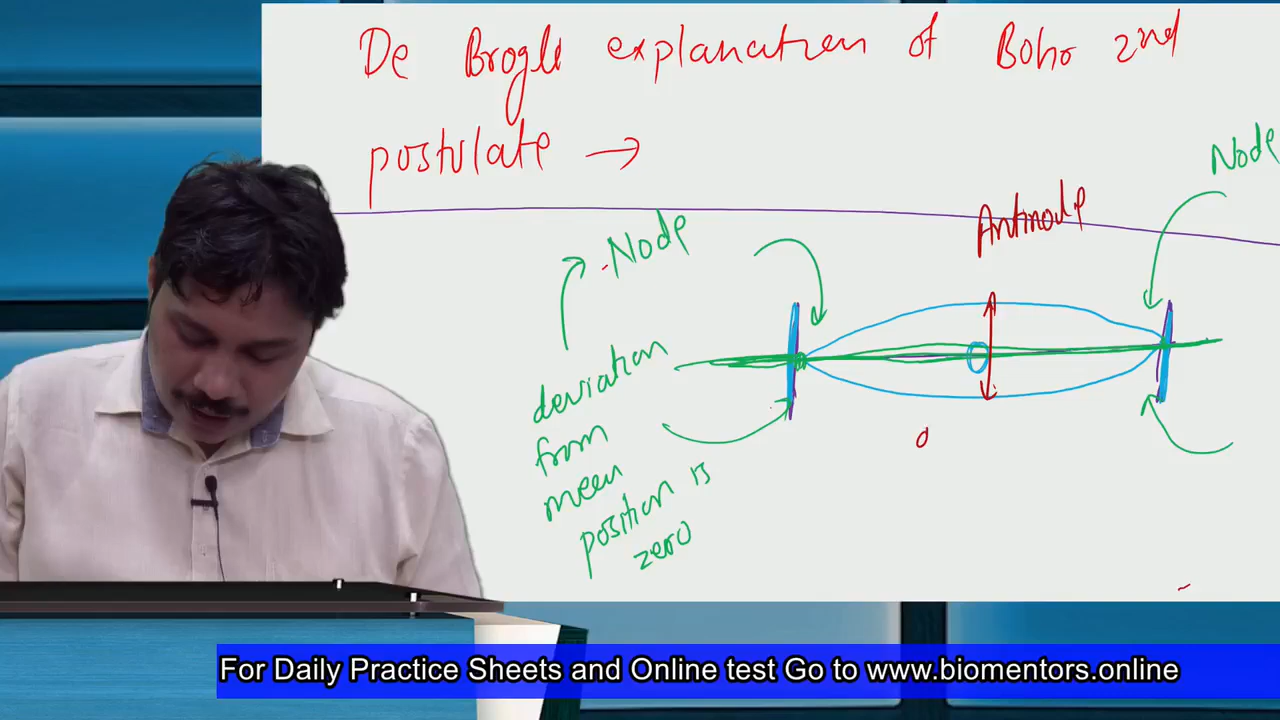 De Brogle explanation of Bohr 2nd
postulate →
Node
Antinode
Node
deviation
from
mean
position is
zero
For Daily Practice Sheets and Online test Go to www.biomentors.online